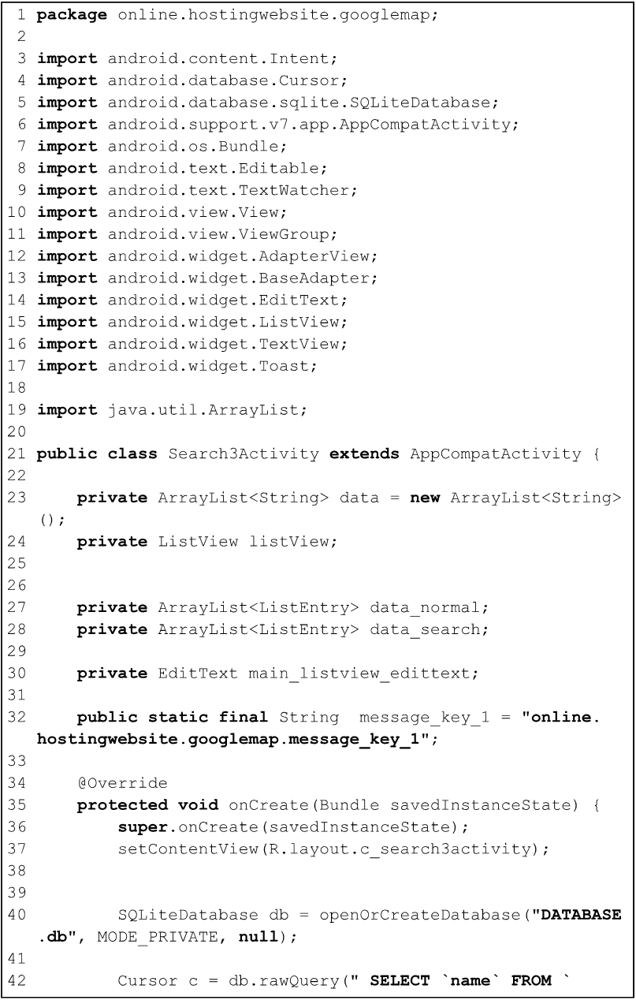 1 package online.hostingwebsite.googlemap;
2
3 import android.content.Intent;
4 import android.database.Cursor;
5 import android.database.sqlite.SQLiteDatabase;
6 import android.support.v7.app.AppCompatActivity;
7 import android.os.Bundle;
8 import android.text.Editable;
9 import android.text.TextWatcher;
10 import android.view.View;
11 import android.view.ViewGroup;
12 import android.widget.AdapterView;
13 import android.widget.BaseAdapter;
14 import android.widget.EditText;
15 import android.widget.ListView;
16 import android.widget.TextView;
17 import android.widget.Toast;
18
19 import java.util.ArrayList;
20
21 public class Search3Activity extends AppCompatActivity {
22
23     private ArrayList<String> data = new ArrayList<String>
();
24     private ListView listView;
25
26
27     private ArrayList<ListEntry> data_normal;
28     private ArrayList<ListEntry> data_search;
29
30     private EditText main_listview_edittext;
31
32     public static final String  message_key_1 = "online.
hostingwebsite.googlemap.message_key_1";
33
34     @Override
35     protected void onCreate(Bundle savedInstanceState) {
36         super.onCreate(savedInstanceState);
37         setContentView(R.layout.c_search3activity);
38
39
40         SQLiteDatabase db = openOrCreateDatabase("DATABASE
.db", MODE_PRIVATE, null);
41
42         Cursor c = db.rawQuery(" SELECT `name` FROM `